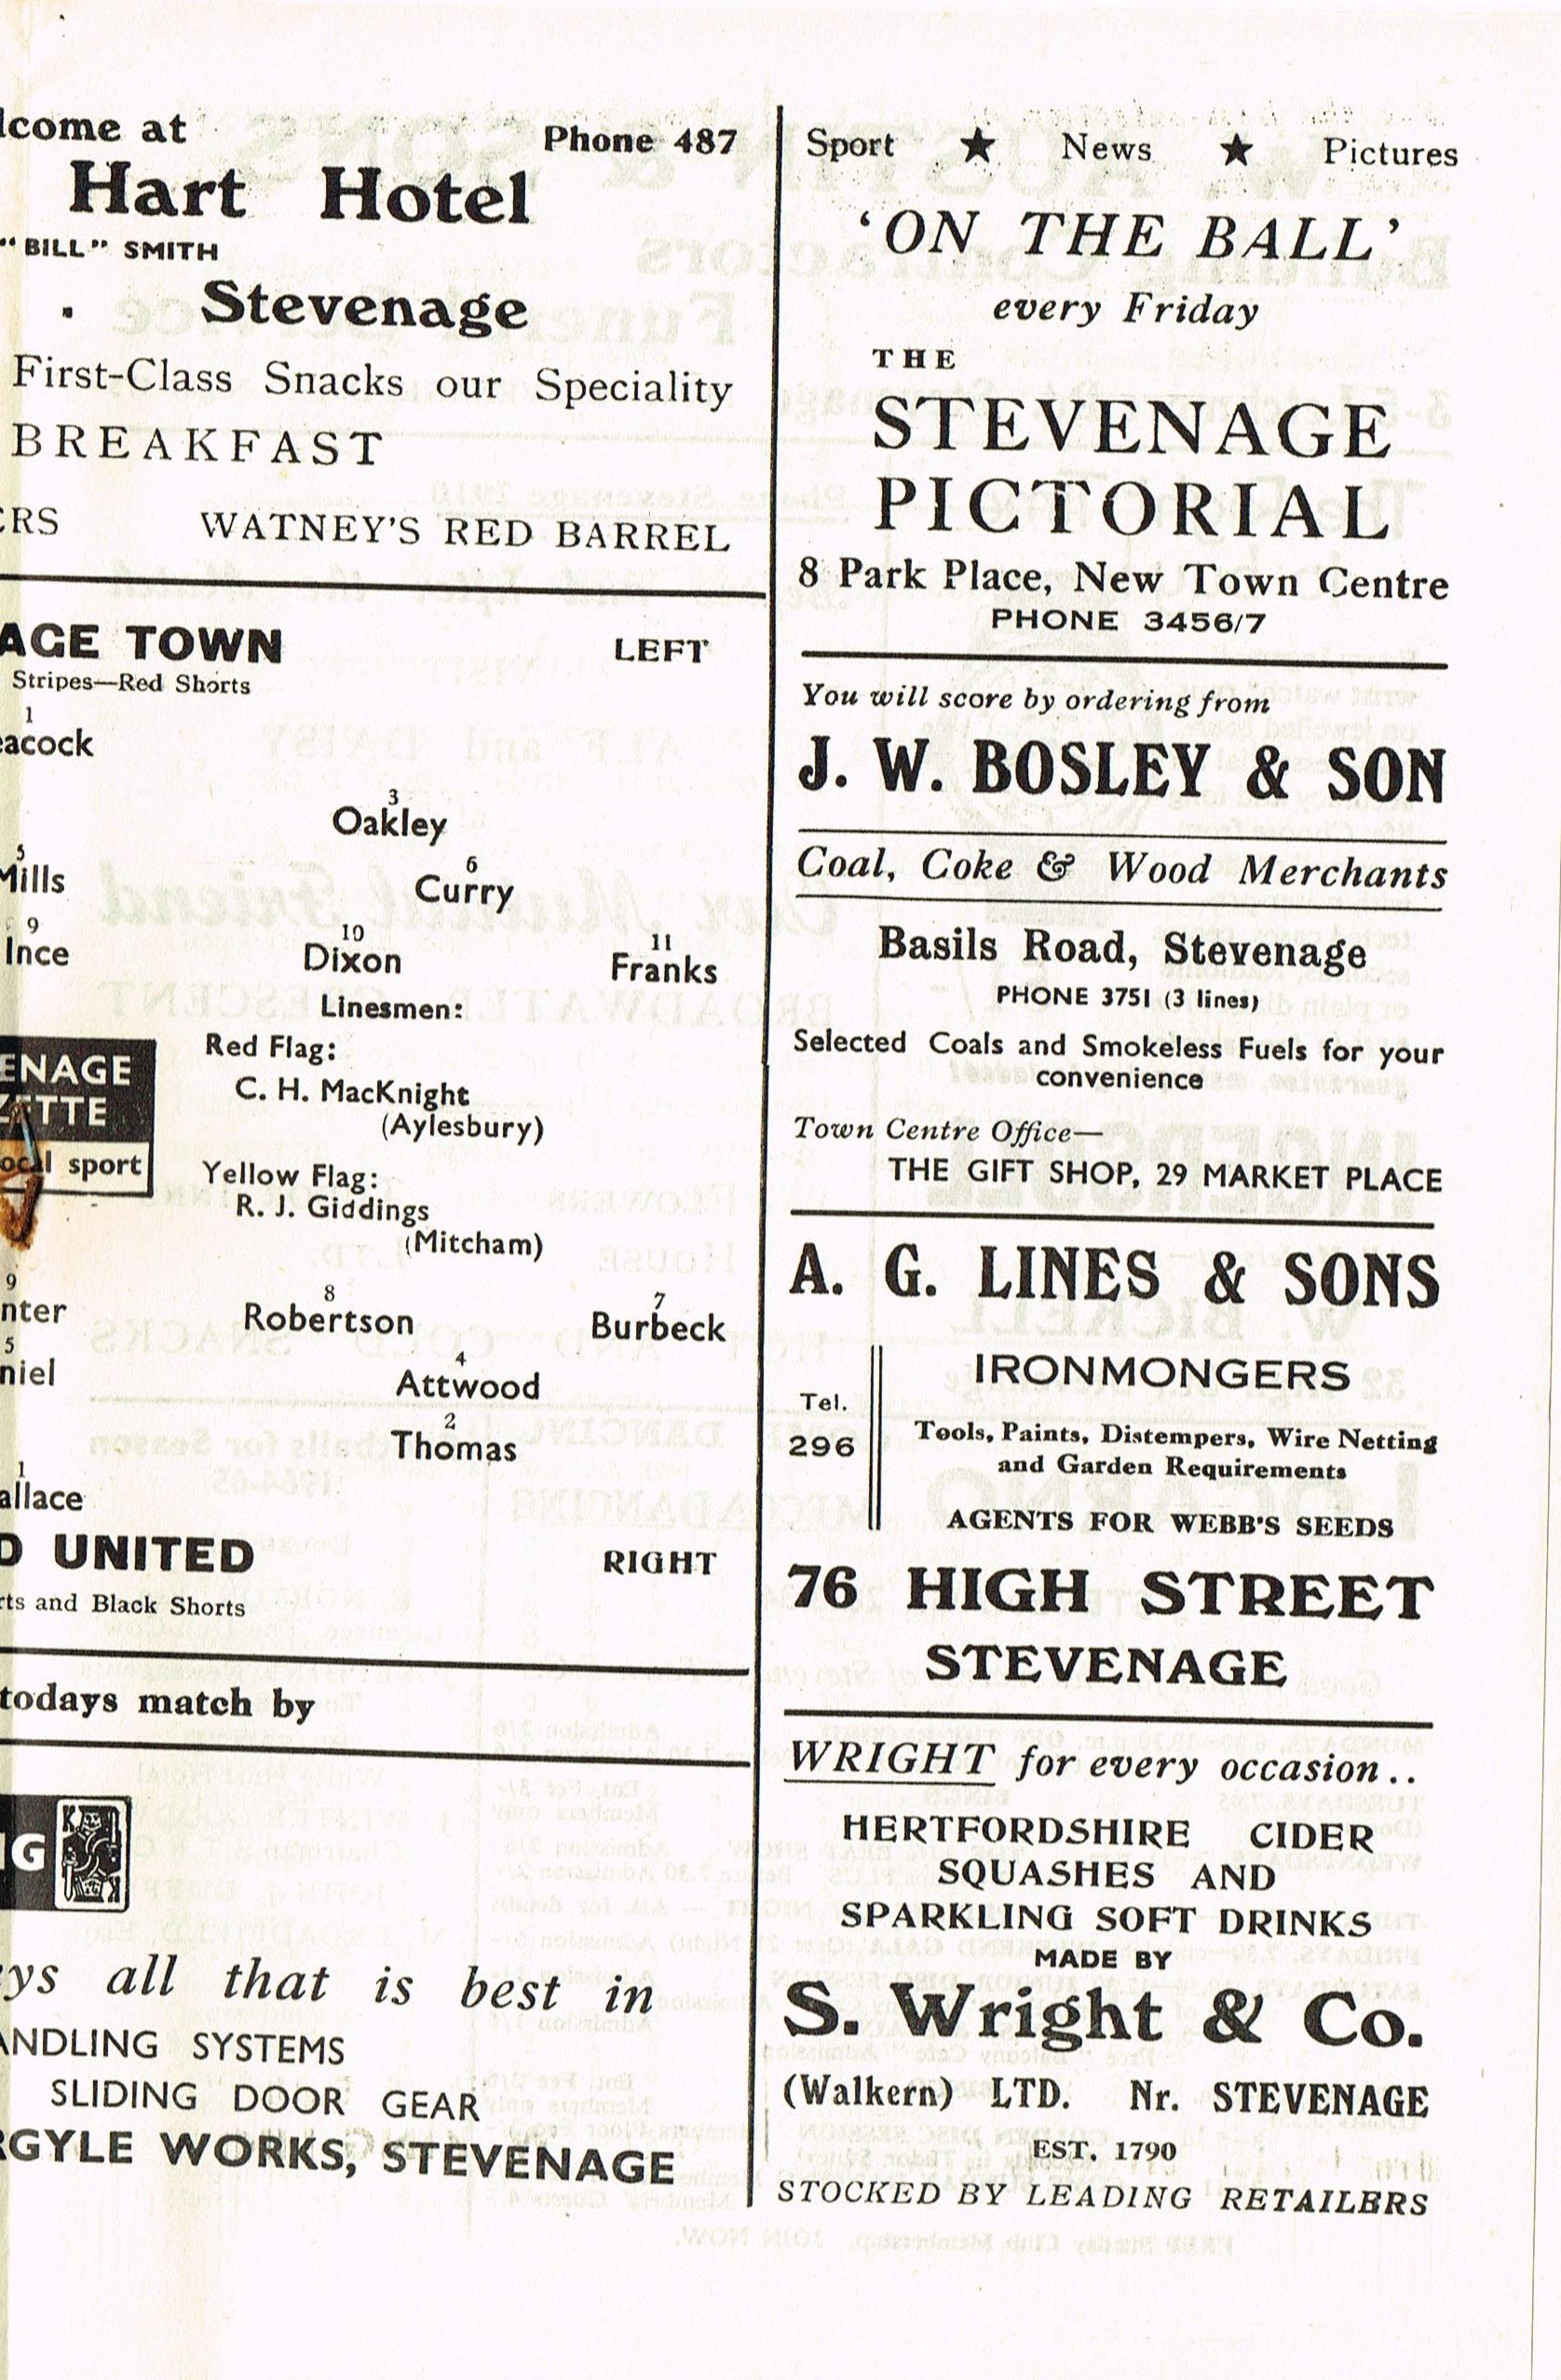 lcome at Phone 487
Hart Hotel
"BILL" SMITH
. Stevenage
First-Class Snacks our Speciality
BREAKFAST
ERS WATNEY'S RED BARREL
AGE TOWN LEFT
Stripes—Red Shorts
1
eacock
3
Oakley
5 6
Mills Curry
9 10 11
Ince Dixon Franks
Linesmen:
Red Flag:
C. H. MacKnight
(Aylesbury)
Yellow Flag:
R. J. Giddings
(Mitcham)
ENAGE
ZETTE
ocal sport
9 8 7
nter Robertson Burbeck
5 4
niel Attwood
2
Thomas
1
allace
D UNITED RIGHT
rts and Black Shorts
todays match by
G
ys all that is best in
ANDLING SYSTEMS
SLIDING DOOR GEAR
RGYLE WORKS, STEVENAGE
Sport ★ News ★ Pictures
'ON THE BALL'
every Friday
THE
STEVENAGE
PICTORIAL
8 Park Place, New Town Centre
PHONE 3456/7
You will score by ordering from
J. W. BOSLEY & SON
Coal, Coke & Wood Merchants
Basils Road, Stevenage
PHONE 3751 (3 lines)
Selected Coals and Smokeless Fuels for your
convenience
Town Centre Office—
THE GIFT SHOP, 29 MARKET PLACE
A. G. LINES & SONS
IRONMONGERS
Tel.
296
Tools, Paints, Distempers, Wire Netting
and Garden Requirements
AGENTS FOR WEBB'S SEEDS
76 HIGH STREET
STEVENAGE
WRIGHT for every occasion..
HERTFORDSHIRE CIDER
SQUASHES AND
SPARKLING SOFT DRINKS
MADE BY
S. Wright & Co.
(Walkern) LTD. Nr. STEVENAGE
EST. 1790
STOCKED BY LEADING RETAILERS